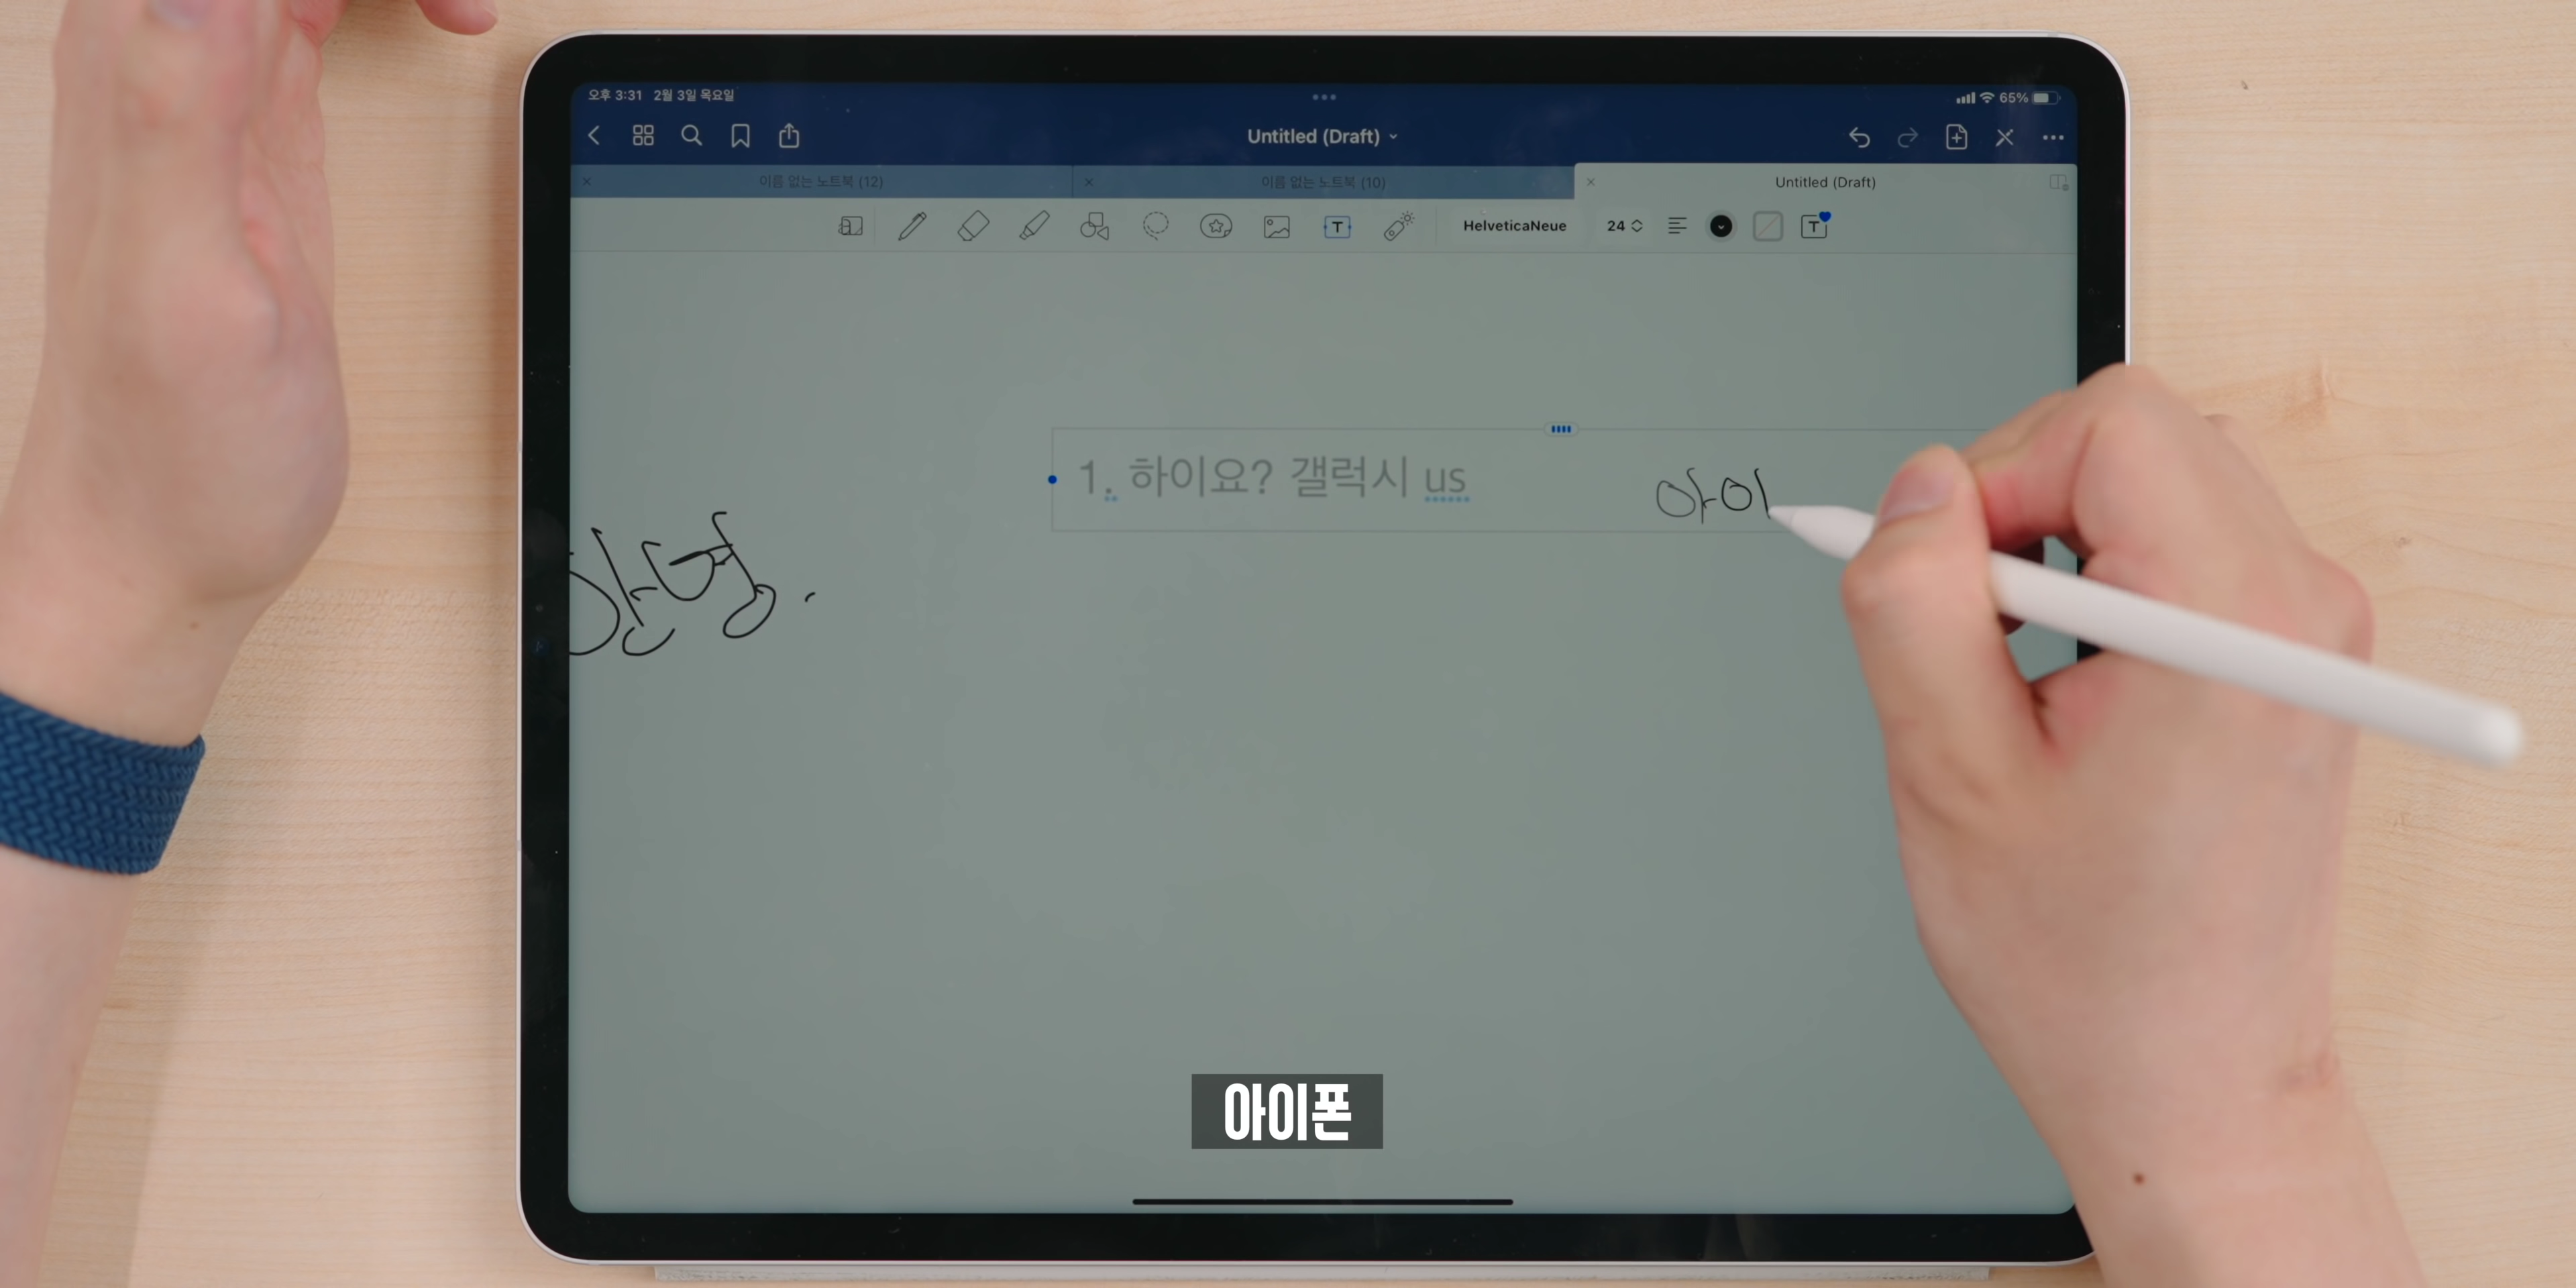 오후 3:31 2월 3일 목요일
65%
Untitled (Draft)
이름 없는 노트북 (12)
이름 없는 노트북 (10)
Untitled (Draft)
HelveticaNeue 24
1. 하이요? 갤럭시 us
아이
안녕.
아이폰